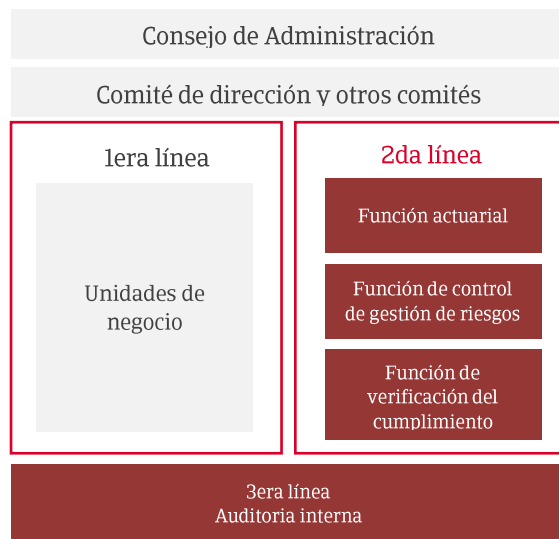 Consejo de Administración
Comité de dirección y otros comités
1era línea
Unidades de
negocio
2da línea
Función actuarial
Función de control
de gestión de riesgos
Función de
verificación del
cumplimiento
3era línea
Auditoria interna